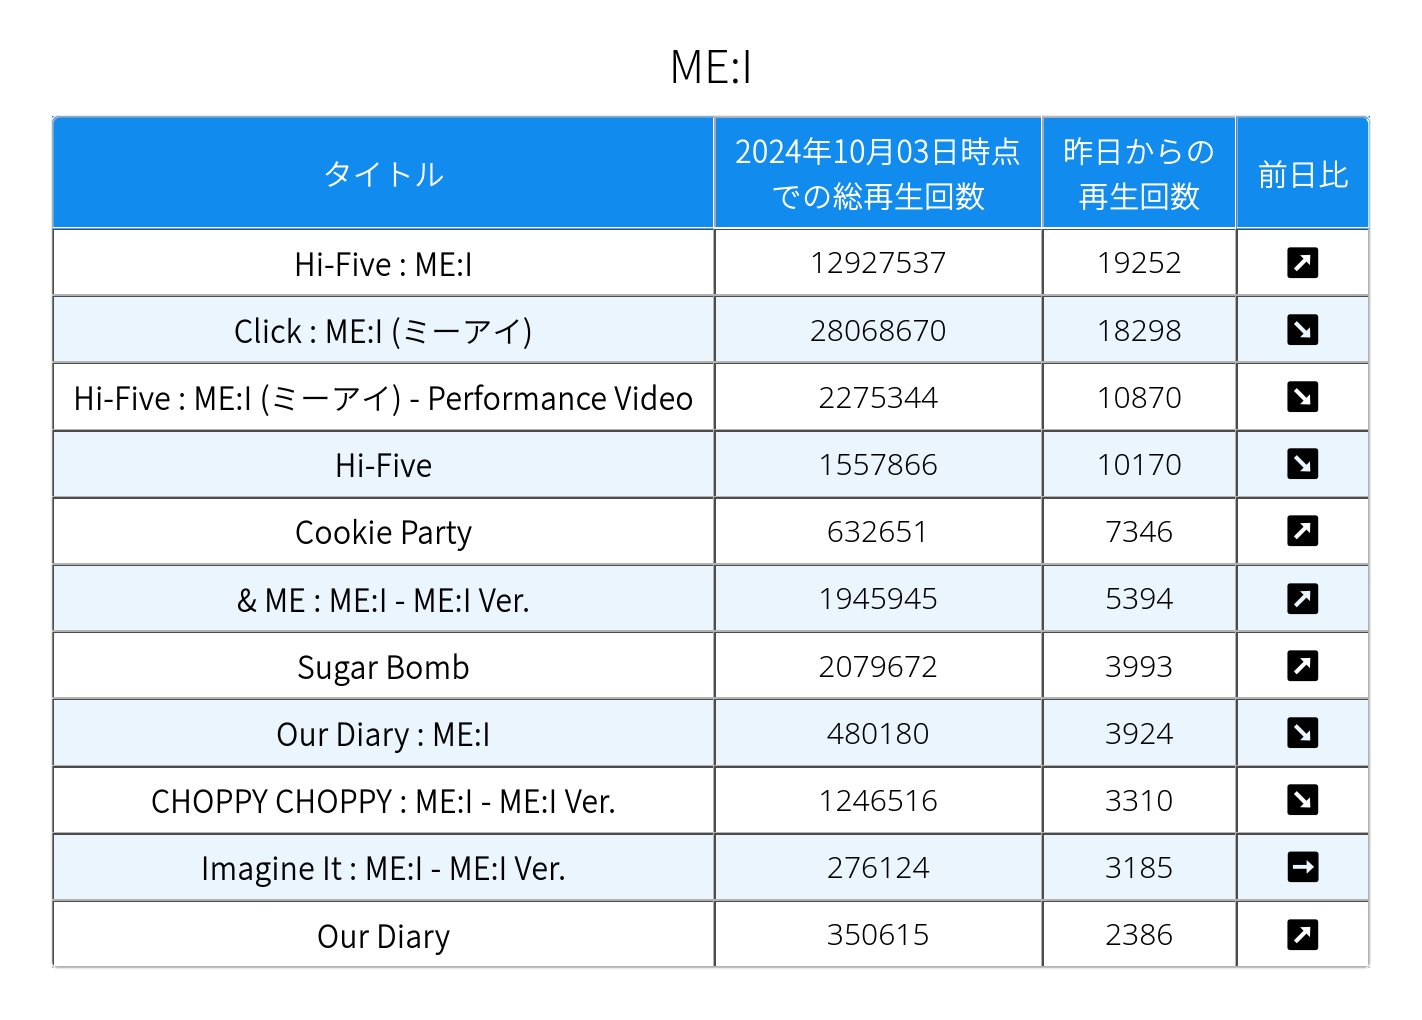 ME:I
タイトル 2024年10月03日時点 昨日からの 前日比
での総再生回数 再生回数
Hi-Five : ME:I 12927537 19252
Click : ME:I (ミーアイ) 28068670 18298
Hi-Five : ME:I (ミーアイ) - Performance Video 2275344 10870
Hi-Five 1557866 10170
Cookie Party 632651 7346
& ME : ME:I - ME:I Ver. 1945945 5394
Sugar Bomb 2079672 3993
Our Diary : ME:I 480180 3924
CHOPPY CHOPPY : ME:I - ME:I Ver. 1246516 3310
Imagine It : ME:I - ME:I Ver. 276124 3185
Our Diary 350615 2386